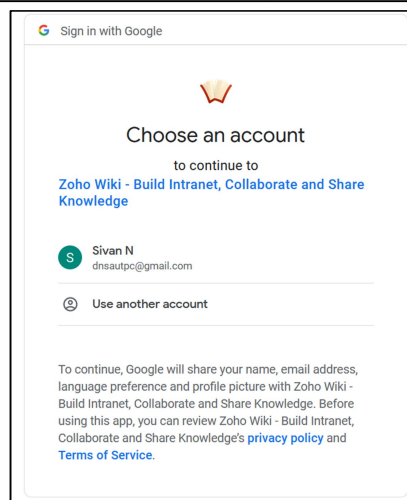 Sign in with Google
Choose an account
to continue to
Zoho Wiki - Build Intranet, Collaborate and Share
Knowledge
S
Sivan N
dnsautpc@gmail.com
Use another account
To continue, Google will share your name, email address,
language preference and profile picture with Zoho Wiki -
Build Intranet, Collaborate and Share Knowledge. Before
using this app, you can review Zoho Wiki - Build Intranet,
Collaborate and Share Knowledge's privacy policy and
Terms of Service.